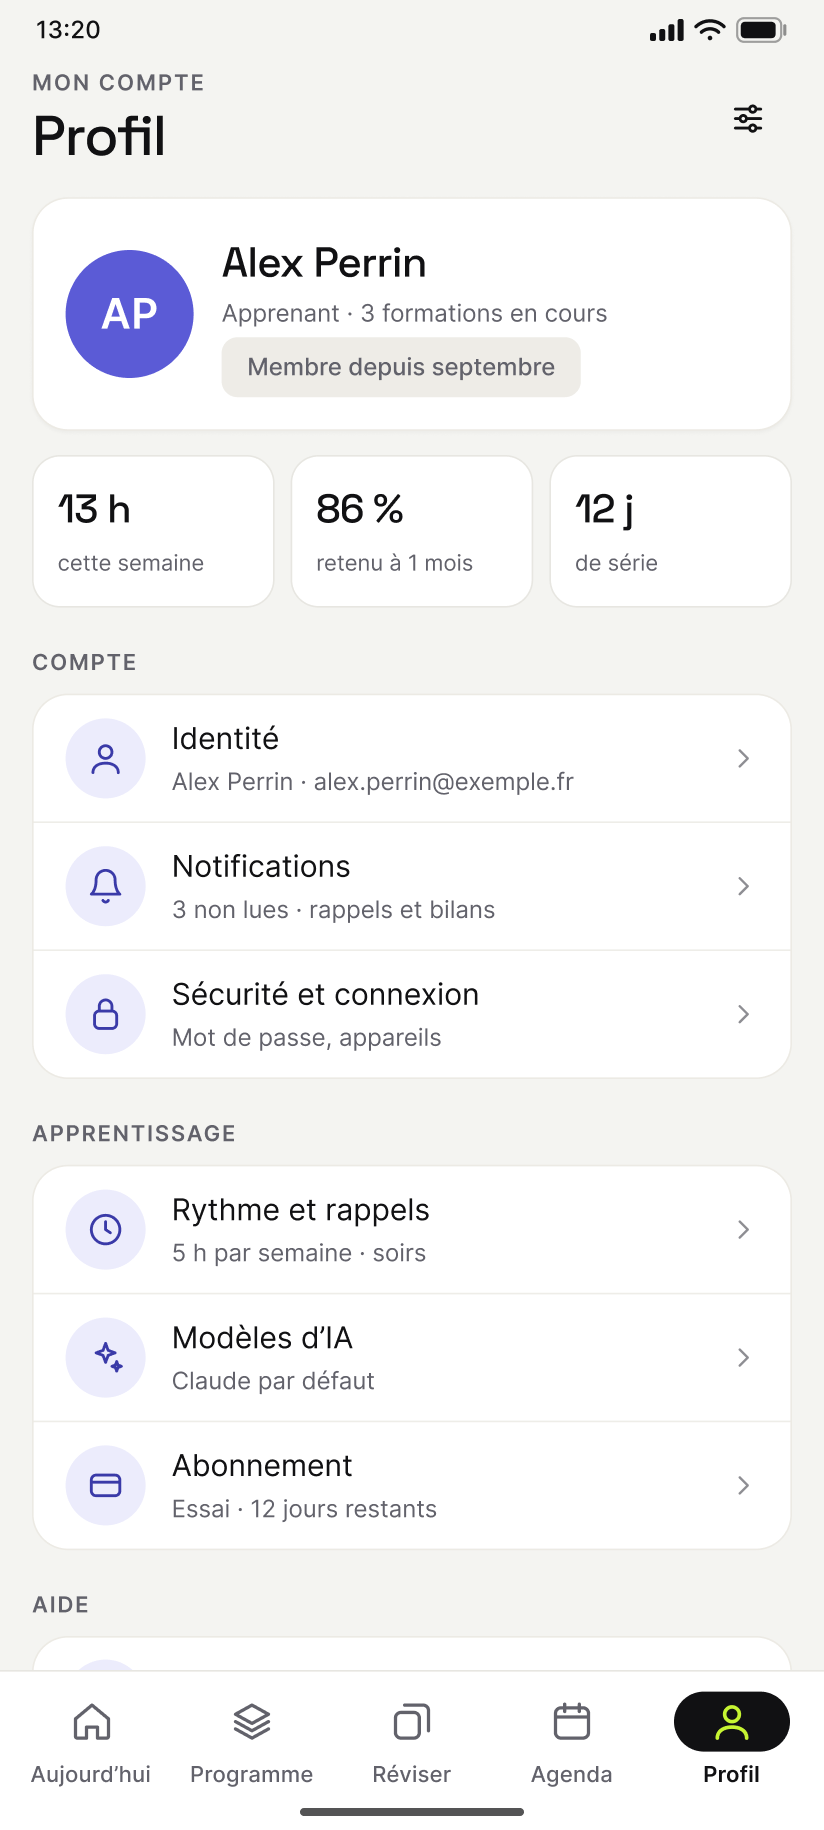 13:20
MON COMPTE
Profil
AP
Alex Perrin
Apprenant · 3 formations en cours
Membre depuis septembre
13 h
cette semaine
86 %
retenu à 1 mois
12 j
de série
COMPTE
Identité
Alex Perrin · alex.perrin@exemple.fr
Notifications
3 non lues · rappels et bilans
Sécurité et connexion
Mot de passe, appareils
APPRENTISSAGE
Rythme et rappels
5 h par semaine · soirs
Modèles d’IA
Claude par défaut
Abonnement
Essai · 12 jours restants
AIDE
Aujourd’hui
Programme
Réviser
Agenda
Profil